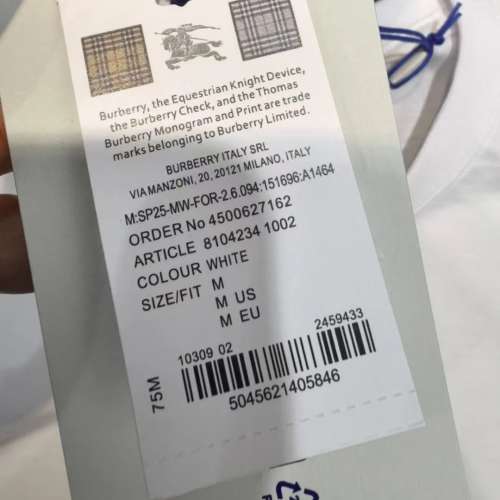 Burberry, the Equestrian Knight Device,
the Burberry Check, and the Thomas
Burberry Monogram and Print are trade
marks belonging to Burberry Limited.
BURBERRY ITALY SRL
VIA MANZONI, 20, 20121 MILANO, ITALY
M:SP25-MW-FOR-2.6.094:151696:A1464
ORDER No 4500627162
ARTICLE 8104234 1002
COLOUR WHITE
SIZE/FIT M
M US
M EU
75M
10309 02
2459433
5045621405846